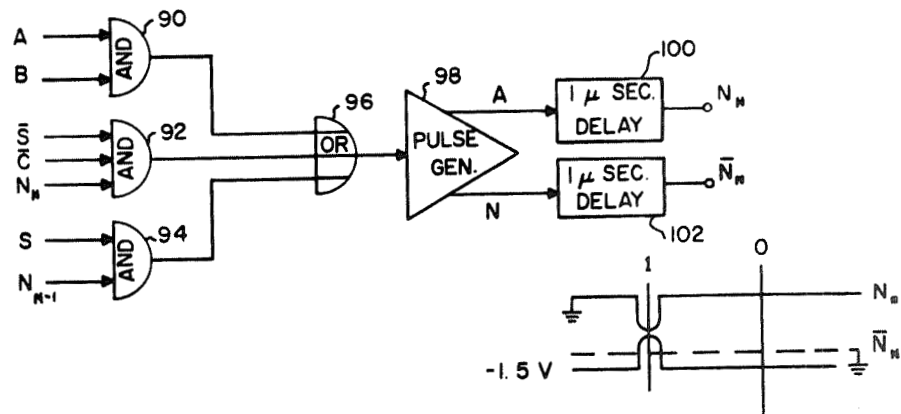 90
A
AND
B
98
100
96
A
1 μ SEC.
DELAY
N_N
S̄
92
C̄
AND
OR
PULSE
GEN.
N_N
1 μ SEC.
DELAY
N̄_N
N
S
94
AND
102
N_N-1
0
1
N_n
N̄_N
-1.5 V